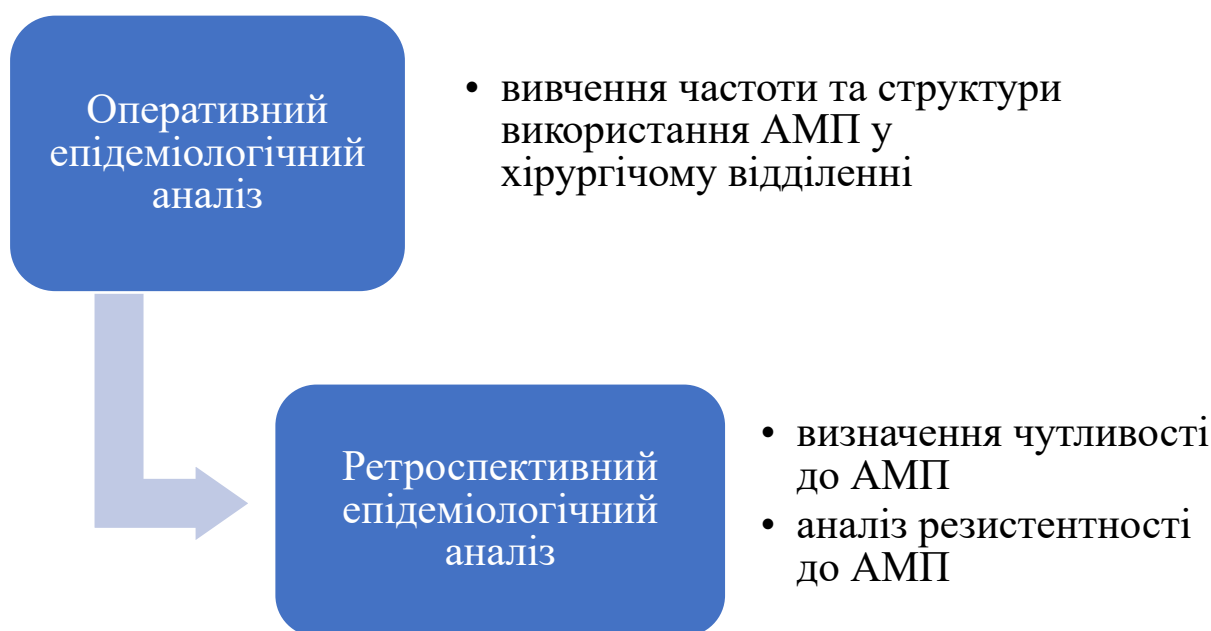 Оперативний
епідеміологічний
аналіз
• вивчення частоти та структури
використання АМП у
хірургічому відділенні
Ретроспективний
епідеміологічний
аналіз
• визначення чутливості
до АМП
• аналіз резистентності
до АМП